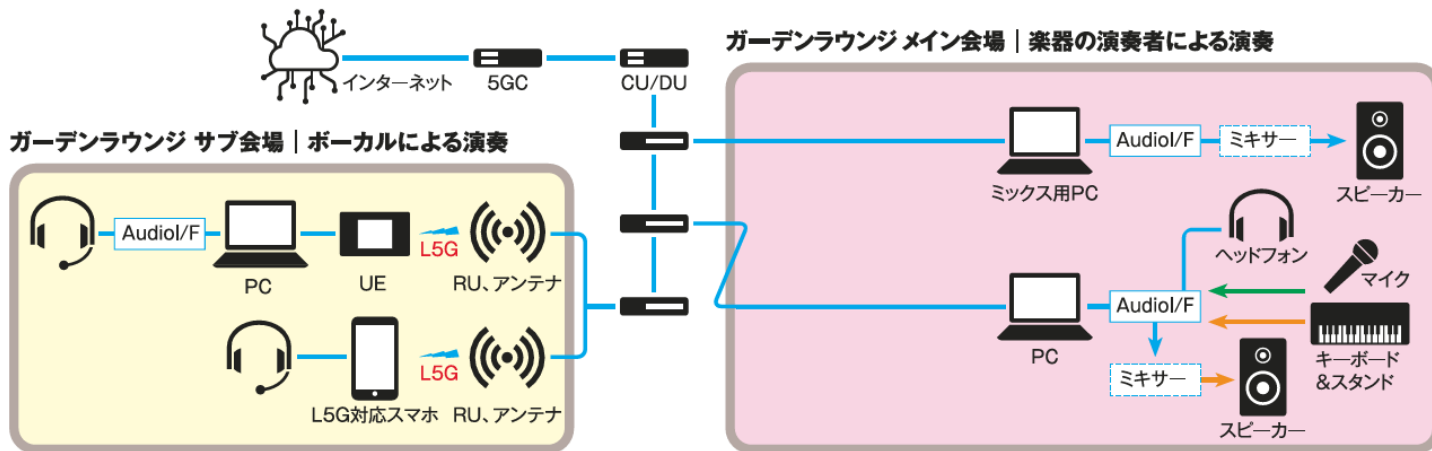 ガーデンラウンジ メイン会場｜楽器の演奏者による演奏
インターネット
5GC
CU/DU
ガーデンラウンジ サブ会場｜ボーカルによる演奏
AudioI/F
ミキサー
ミックス用PC
スピーカー
AudioI/F
L5G
PC
UE
RU、アンテナ
ヘッドフォン
マイク
AudioI/F
PC
キーボード
&スタンド
ミキサー
L5G
L5G対応スマホ
RU、アンテナ
スピーカー